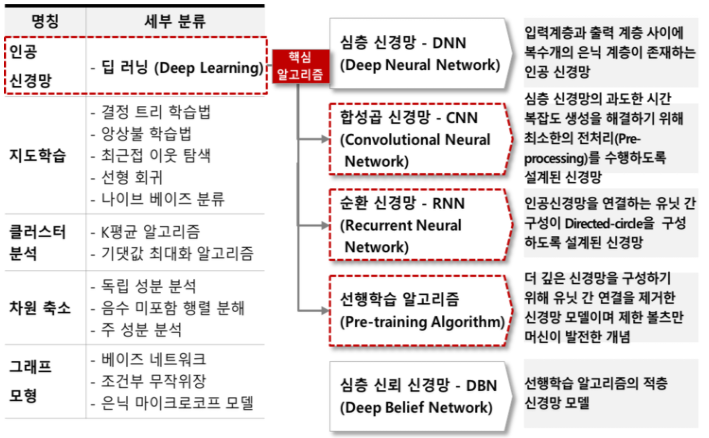 명칭
세부 분류
인공
신경망
- 딥 러닝 (Deep Learning)
지도학습
- 결정 트리 학습법
- 앙상블 학습법
- 최근접 이웃 탐색
- 선형 회귀
- 나이브 베이즈 분류
클러스터
분석
- K평균 알고리즘
- 기댓값 최대화 알고리즘
차원 축소
- 독립 성분 분석
- 음수 미포함 행렬 분해
- 주 성분 분석
그래프
모형
- 베이즈 네트워크
- 조건부 무작위장
- 은닉 마이크로코프 모델
핵심
알고리즘
심층 신경망 - DNN
(Deep Neural Network)
입력계층과 출력 계층 사이에
복수개의 은닉 계층이 존재하는
인공 신경망
합성곱 신경망 - CNN
(Convolutional Neural
Network)
심층 신경망의 과도한 시간
복잡도 생성을 해결하기 위해
최소한의 전처리(Pre-
processing)를 수행하도록
설계된 신경망
순환 신경망 - RNN
(Recurrent Neural
Network)
인공신경망을 연결하는 유닛 간
구성이 Directed-circle을 구성
하도록 설계된 신경망
선행학습 알고리즘
(Pre-training Algorithm)
더 깊은 신경망을 구성하기
위해 유닛 간 연결을 제거한
신경망 모델이며 제한 볼츠만
머신이 발전한 개념
심층 신뢰 신경망 - DBN
(Deep Belief Network)
선행학습 알고리즘의 적층
신경망 모델